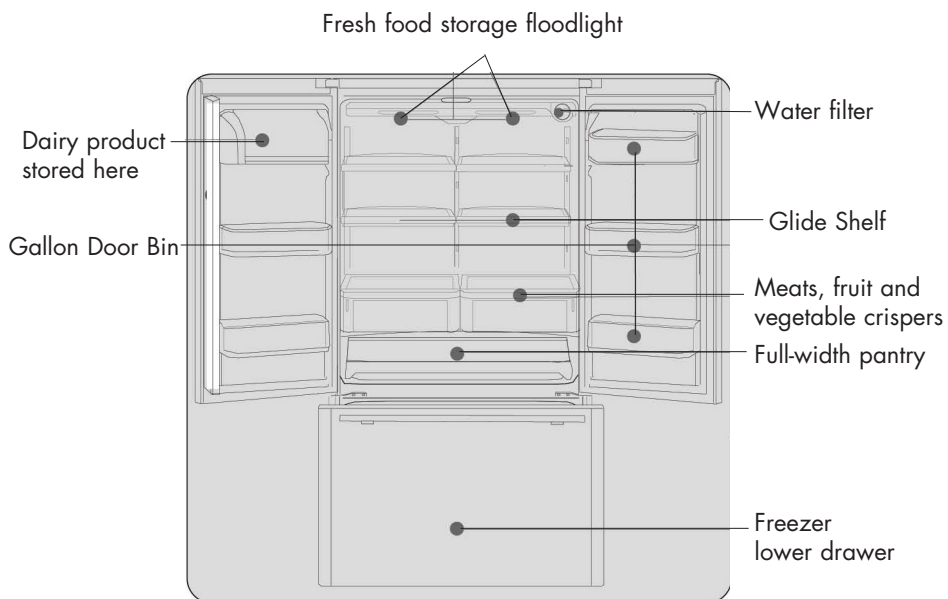 Fresh food storage floodlight
Water filter
Dairy product
stored here
Glide Shelf
Gallon Door Bin
Meats, fruit and
vegetable crispers
Full-width pantry
Freezer
lower drawer